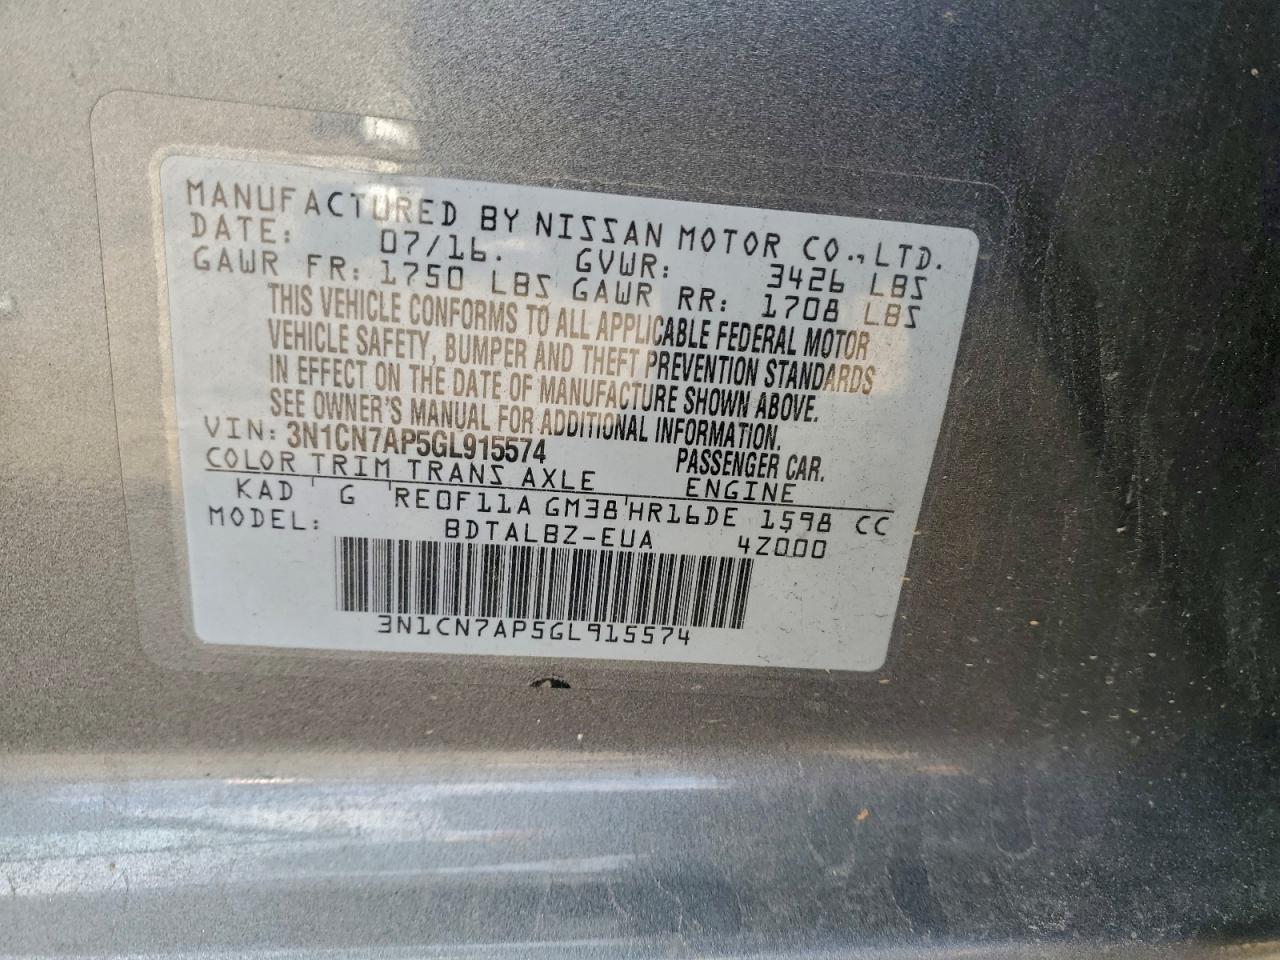 MANUFACTURED BY NISSAN MOTOR CO., LTD.
DATE: 07/16. GVWR: 3426 LBS
GAWR FR: 1750 LBS GAWR RR: 1708 LBS
THIS VEHICLE CONFORMS TO ALL APPLICABLE FEDERAL MOTOR
VEHICLE SAFETY, BUMPER AND THEFT PREVENTION STANDARDS
IN EFFECT ON THE DATE OF MANUFACTURE SHOWN ABOVE.
SEE OWNER'S MANUAL FOR ADDITIONAL INFORMATION.
VIN: 3N1CN7AP5GL915574 PASSENGER CAR.
COLOR TRIM TRANS AXLE ENGINE
KAD G RE0F11A GM38 HR16DE 1598 CC
MODEL: BDTALBZ-EUA 4Z000
3N1CN7AP5GL915574